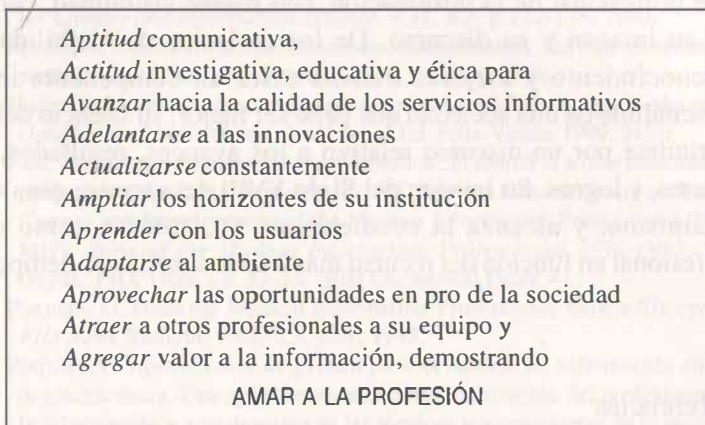 Aptitud comunicativa,
Actitud investigativa, educativa y ética para
Avanzar hacia la calidad de los servicios informativos
Adelantarse a las innovaciones
Actualizarse constantemente
Ampliar los horizontes de su institución
Aprender con los usuarios
Adaptarse al ambiente
Aprovechar las oportunidades en pro de la sociedad
Atraer a otros profesionales a su equipo y
Agregar valor a la información, demostrando
AMAR A LA PROFESIÓN